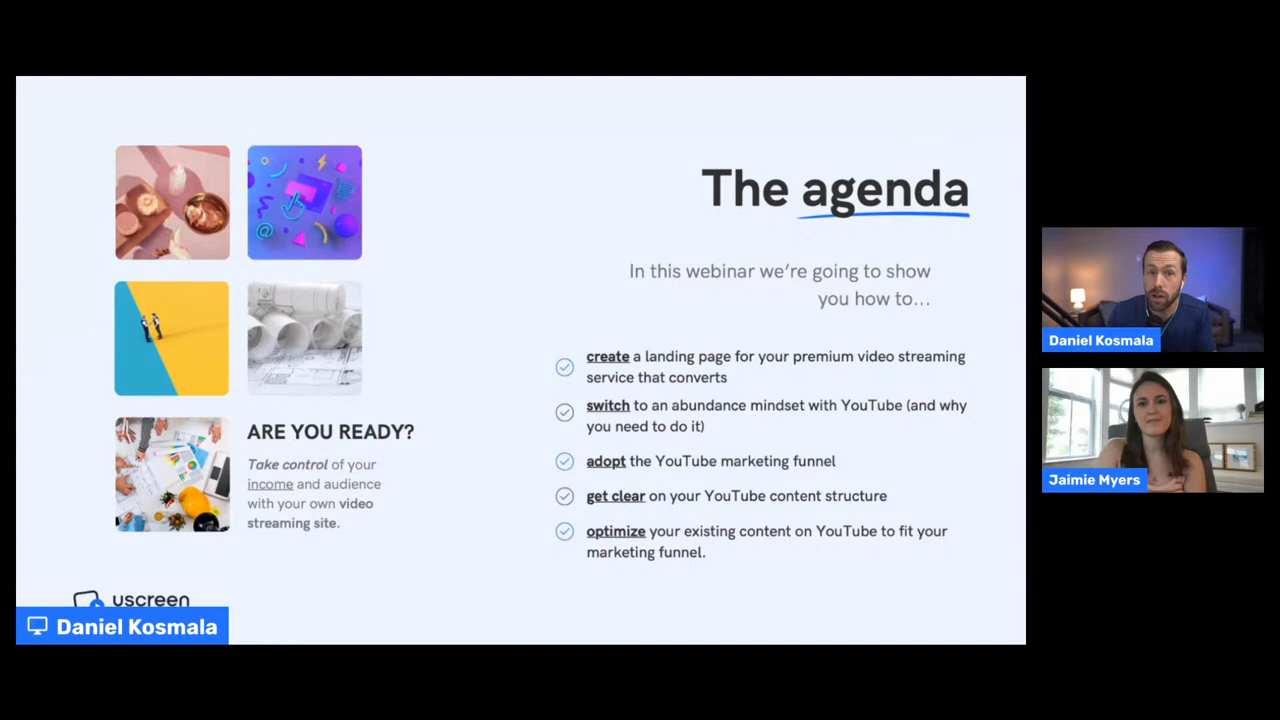 The agenda
In this webinar we’re going to show
you how to...
create a landing page for your premium video streaming
service that converts
switch to an abundance mindset with YouTube (and why
you need to do it)
adopt the YouTube marketing funnel
get clear on your YouTube content structure
optimize your existing content on YouTube to fit your
marketing funnel.
ARE YOU READY?
Take control of your
income and audience
with your own video
streaming site.
uscreen
Daniel Kosmala
Daniel Kosmala
Jaimie Myers